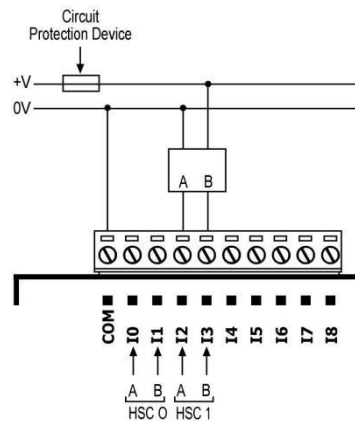 Circuit
Protection Device
+V
0V
A B
COM I0 I1 I2 I3 I4 I5 I6 I7 I8
A B A B
HSC 0 HSC 1